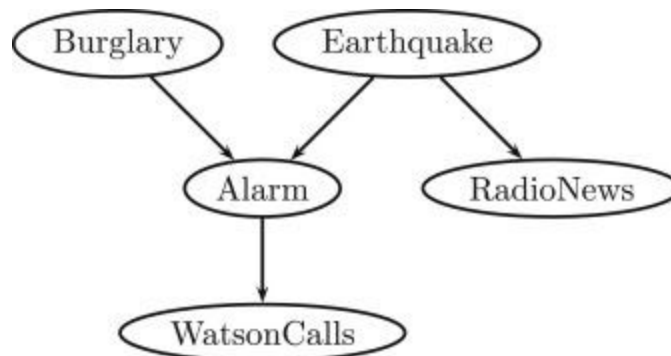 Burglary
Earthquake
Alarm
RadioNews
WatsonCalls